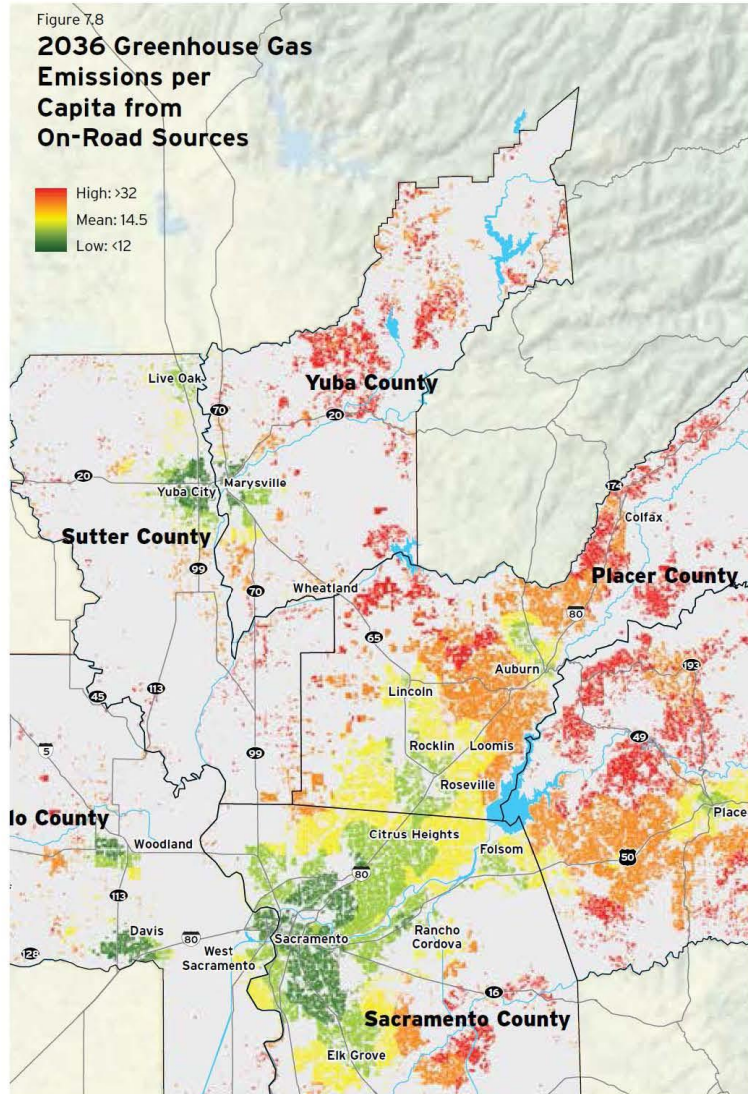 Figure 7.8
2036 Greenhouse Gas
Emissions per
Capita from
On-Road Sources
High: >32
Mean: 14.5
Low: <12
Live Oak
70
Yuba County
20
20
Yuba City
Marysville
174
Colfax
Sutter County
99
70
Wheatland
Placer County
80
65
Auburn
193
Lincoln
45
113
49
5
99
Rocklin
Loomis
Roseville
lo County
Place
Citrus Heights
Woodland
Folsom
50
80
113
Davis
80
Sacramento
Rancho
Cordova
128
West
Sacramento
16
Sacramento County
Elk Grove